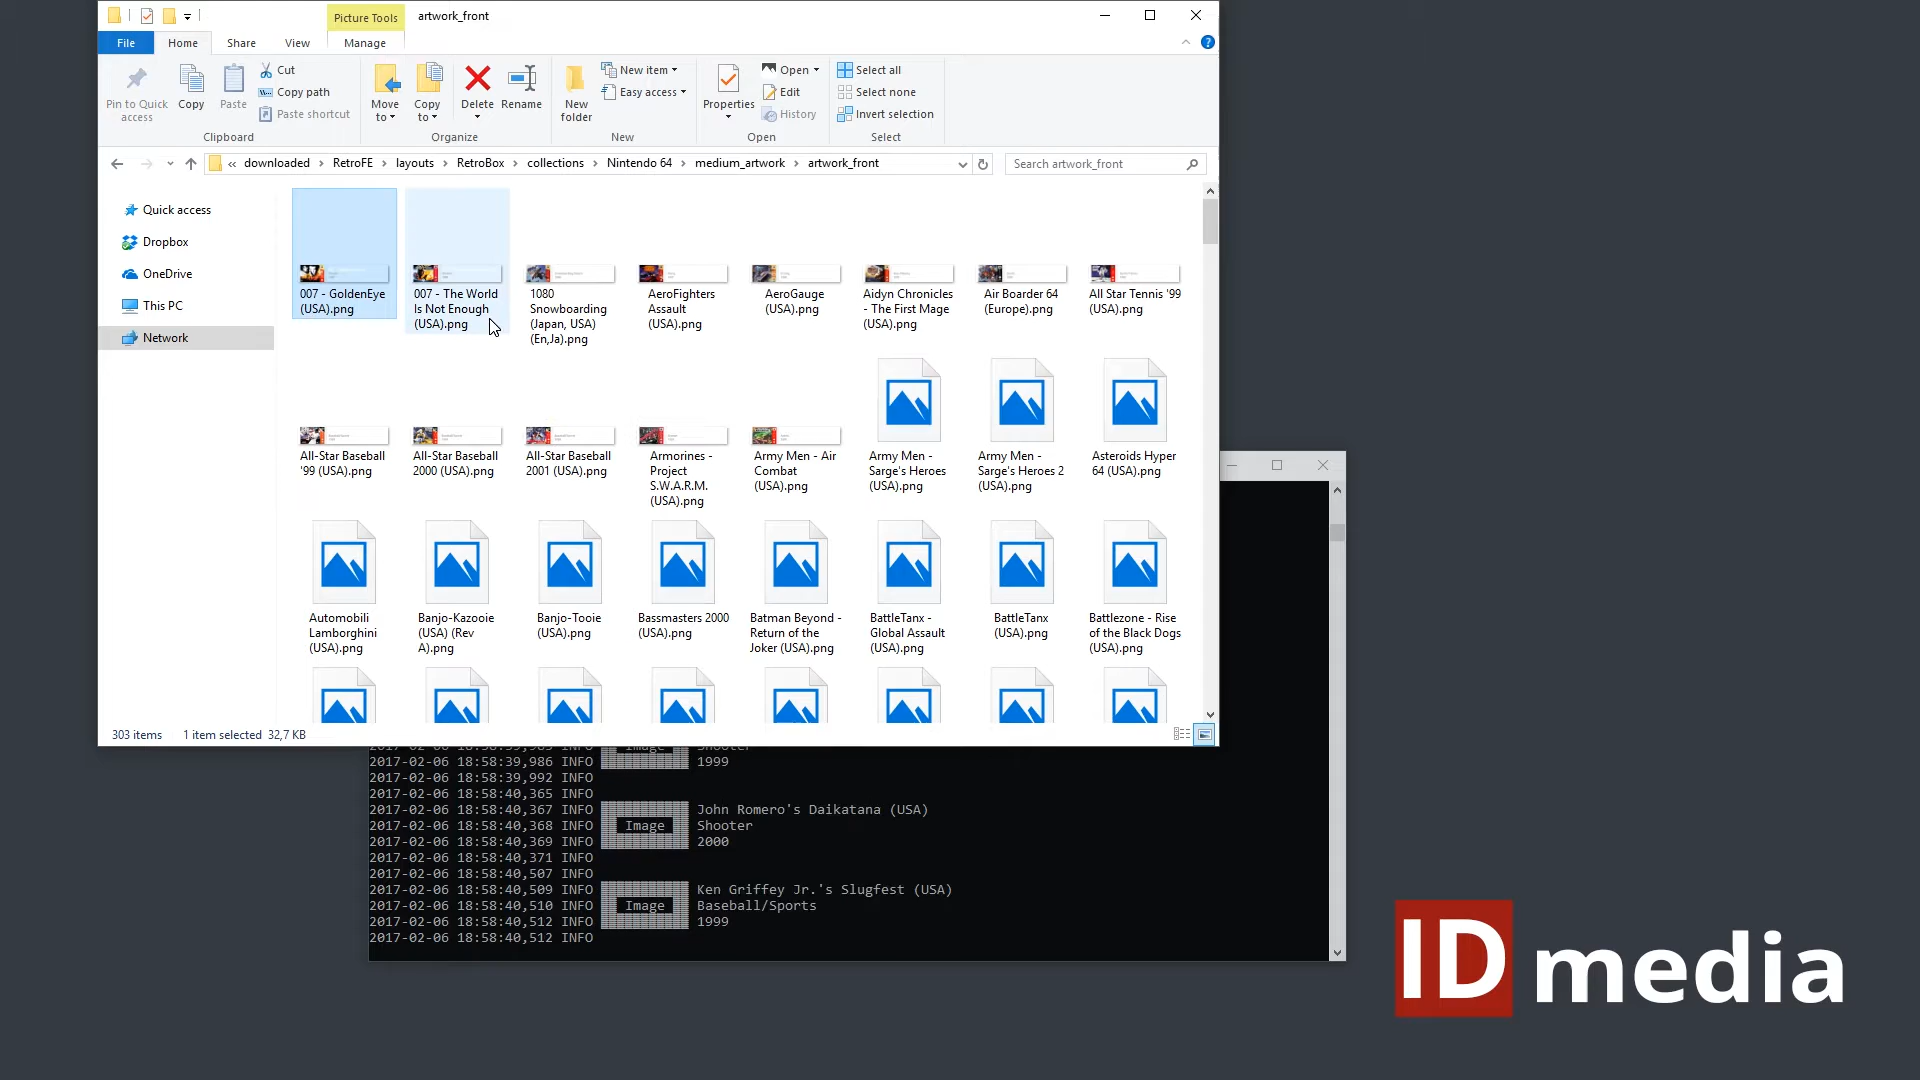 Picture Tools
artwork_front
File
Home
Share
View
Manage
Pin to Quick access
Copy
Paste
Cut
Copy path
Paste shortcut
Clipboard
Move to
Copy to
Delete
Rename
Organize
New folder
New item
Easy access
New
Properties
Open
Edit
History
Open
Select all
Select none
Invert selection
Select
« downloaded > RetroFE > layouts > RetroBox > collections > Nintendo 64 > medium_artwork > artwork_front
Search artwork_front
Quick access
Dropbox
OneDrive
This PC
Network
007 - GoldenEye
(USA).png
007 - The World
Is Not Enough
(USA).png
1080
Snowboarding
(Japan, USA)
(En,Ja).png
AeroFighters
Assault
(USA).png
AeroGauge
(USA).png
Aidyn Chronicles
- The First Mage
(USA).png
Air Boarder 64
(Europe).png
All Star Tennis '99
(USA).png
All-Star Baseball
'99 (USA).png
All-Star Baseball
2000 (USA).png
All-Star Baseball
2001 (USA).png
Armorines -
Project
S.W.A.R.M.
(USA).png
Army Men - Air
Combat
(USA).png
Army Men -
Sarge's Heroes
(USA).png
Army Men -
Sarge's Heroes 2
(USA).png
Asteroids Hyper
64 (USA).png
Automobili
Lamborghini
(USA).png
Banjo-Kazooie
(USA) (Rev
A).png
Banjo-Tooie
(USA).png
Bassmasters 2000
(USA).png
Batman Beyond -
Return of the
Joker (USA).png
BattleTanx -
Global Assault
(USA).png
BattleTanx
(USA).png
Battlezone - Rise
of the Black Dogs
(USA).png
303 items
1 item selected 32,7 KB
2017-02-06 18:58:39,985 INFO Image Shooter
2017-02-06 18:58:39,986 INFO 1999
2017-02-06 18:58:39,992 INFO
2017-02-06 18:58:40,365 INFO
2017-02-06 18:58:40,367 INFO John Romero's Daikatana (USA)
2017-02-06 18:58:40,368 INFO Image Shooter
2017-02-06 18:58:40,369 INFO 2000
2017-02-06 18:58:40,371 INFO
2017-02-06 18:58:40,507 INFO
2017-02-06 18:58:40,509 INFO Ken Griffey Jr.'s Slugfest (USA)
2017-02-06 18:58:40,510 INFO Image Baseball/Sports
2017-02-06 18:58:40,512 INFO 1999
2017-02-06 18:58:40,512 INFO
ID media